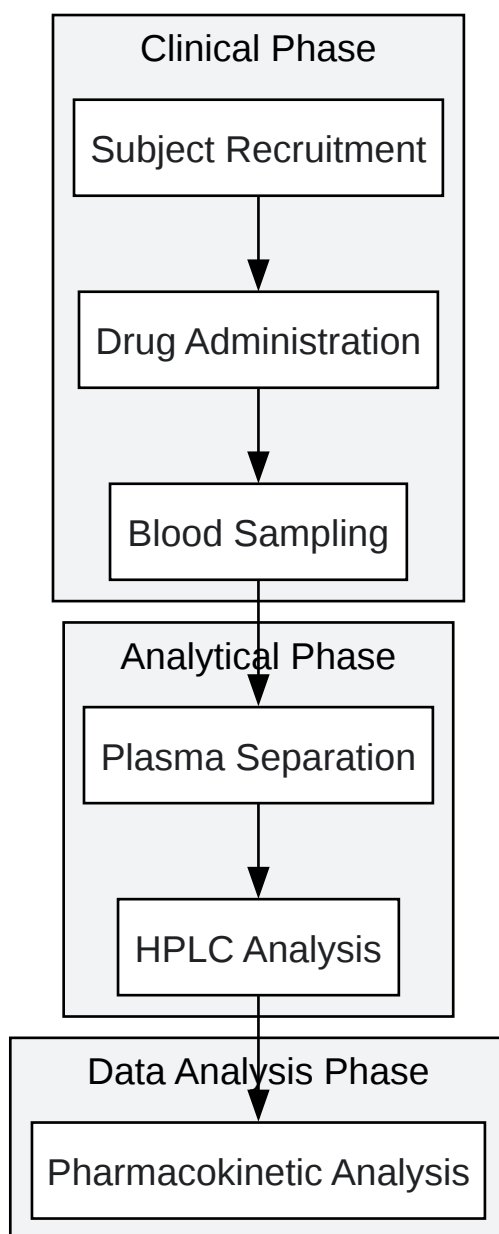 Clinical Phase
Subject Recruitment
Drug Administration
Blood Sampling
Analytical Phase
Plasma Separation
HPLC Analysis
Data Analysis Phase
Pharmacokinetic Analysis